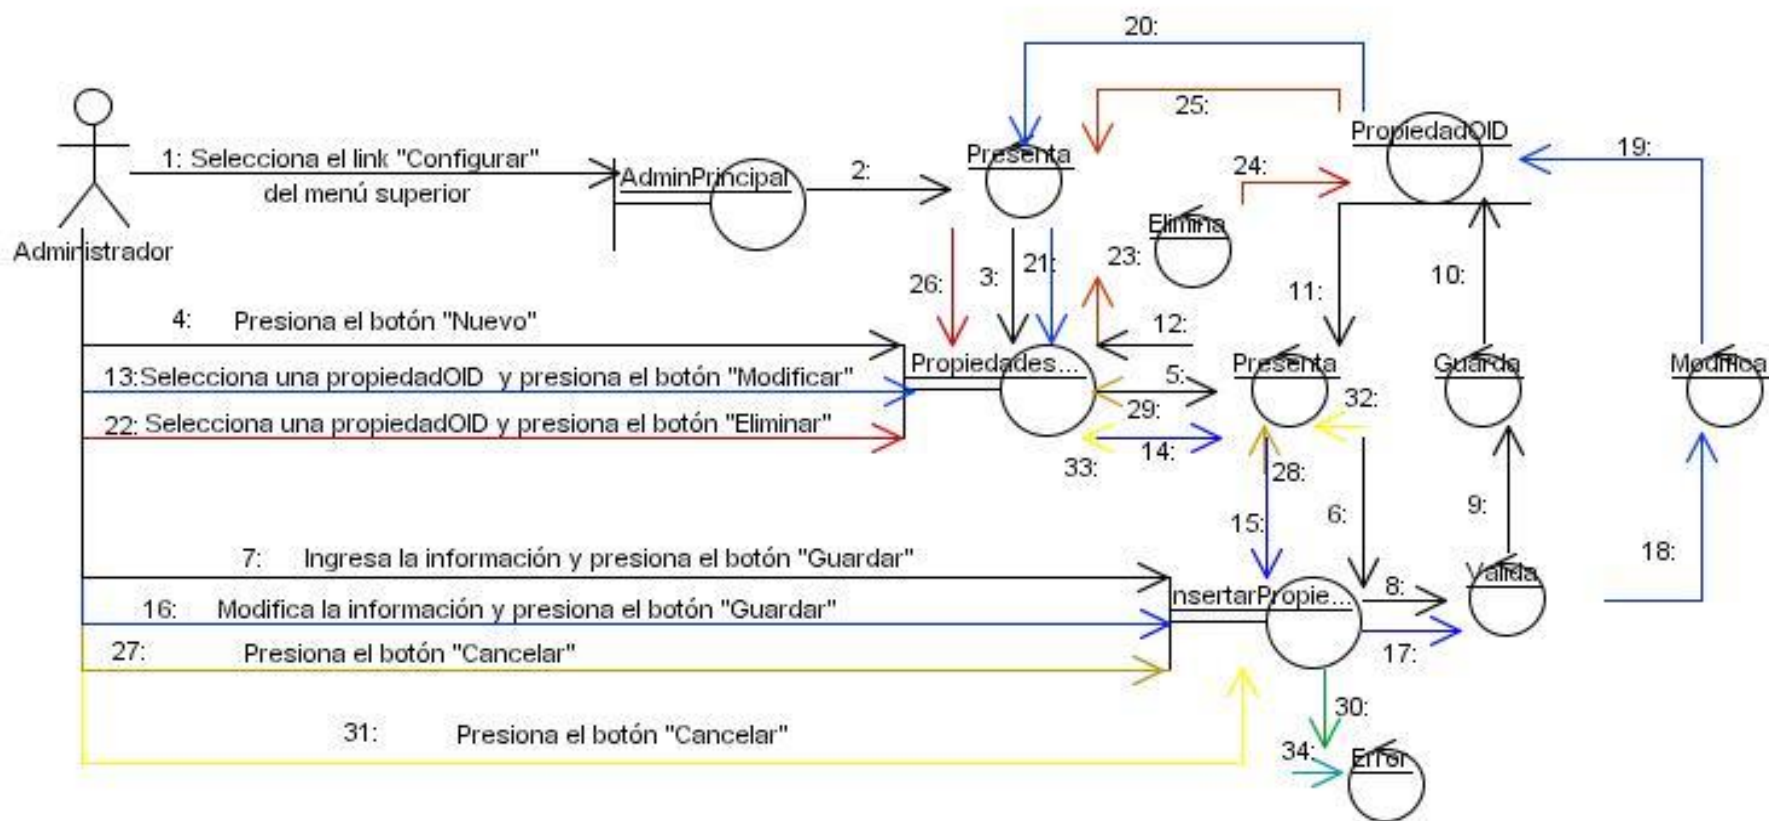 20:
25:
PropiedadOID
1: Selecciona el link "Configurar"
del menú superior
AdminPrincipal
2:
Presenta
24:
19:
Elimina
Administrador
26:
3:
21:
23:
11:
10:
4: Presiona el botón "Nuevo"
12:
Propiedades...
Presenta
Guarda
Modifica
13:Selecciona una propiedadOID y presiona el botón "Modificar"
5:
29:
32:
22: Selecciona una propiedadOID y presiona el botón "Eliminar"
33:
14:
28:
15:
6:
9:
18:
7: Ingresa la información y presiona el botón "Guardar"
Valida
nsertarPropie...
8:
16: Modifica la información y presiona el botón "Guardar"
17:
27: Presiona el botón "Cancelar"
30:
31: Presiona el botón "Cancelar"
34:
Error